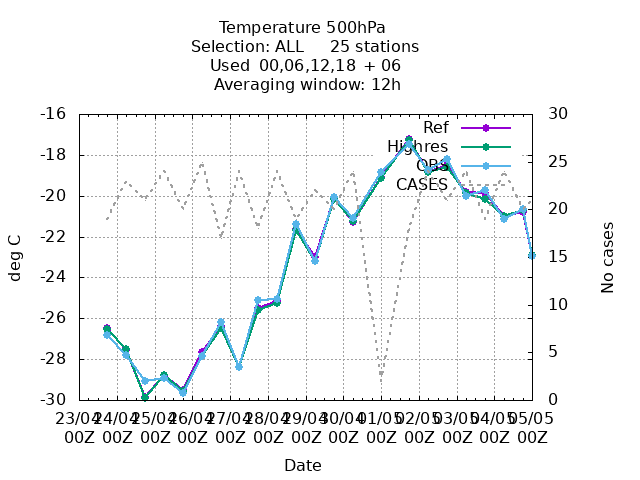 Temperature 500hPa
Selection: ALL 25 stations
Used 00,06,12,18 + 06
Averaging window: 12h
-16
-18
-20
-22
-24
-26
-28
-30
deg C
30
25
20
15
10
5
0
No cases
Ref
Highres
OBS
CASES
23/04 24/04 25/04 26/04 27/04 28/04 29/04 30/04 01/05 02/05 03/05 04/05 05/05
00Z 00Z 00Z 00Z 00Z 00Z 00Z 00Z 00Z 00Z 00Z 00Z 00Z
Date